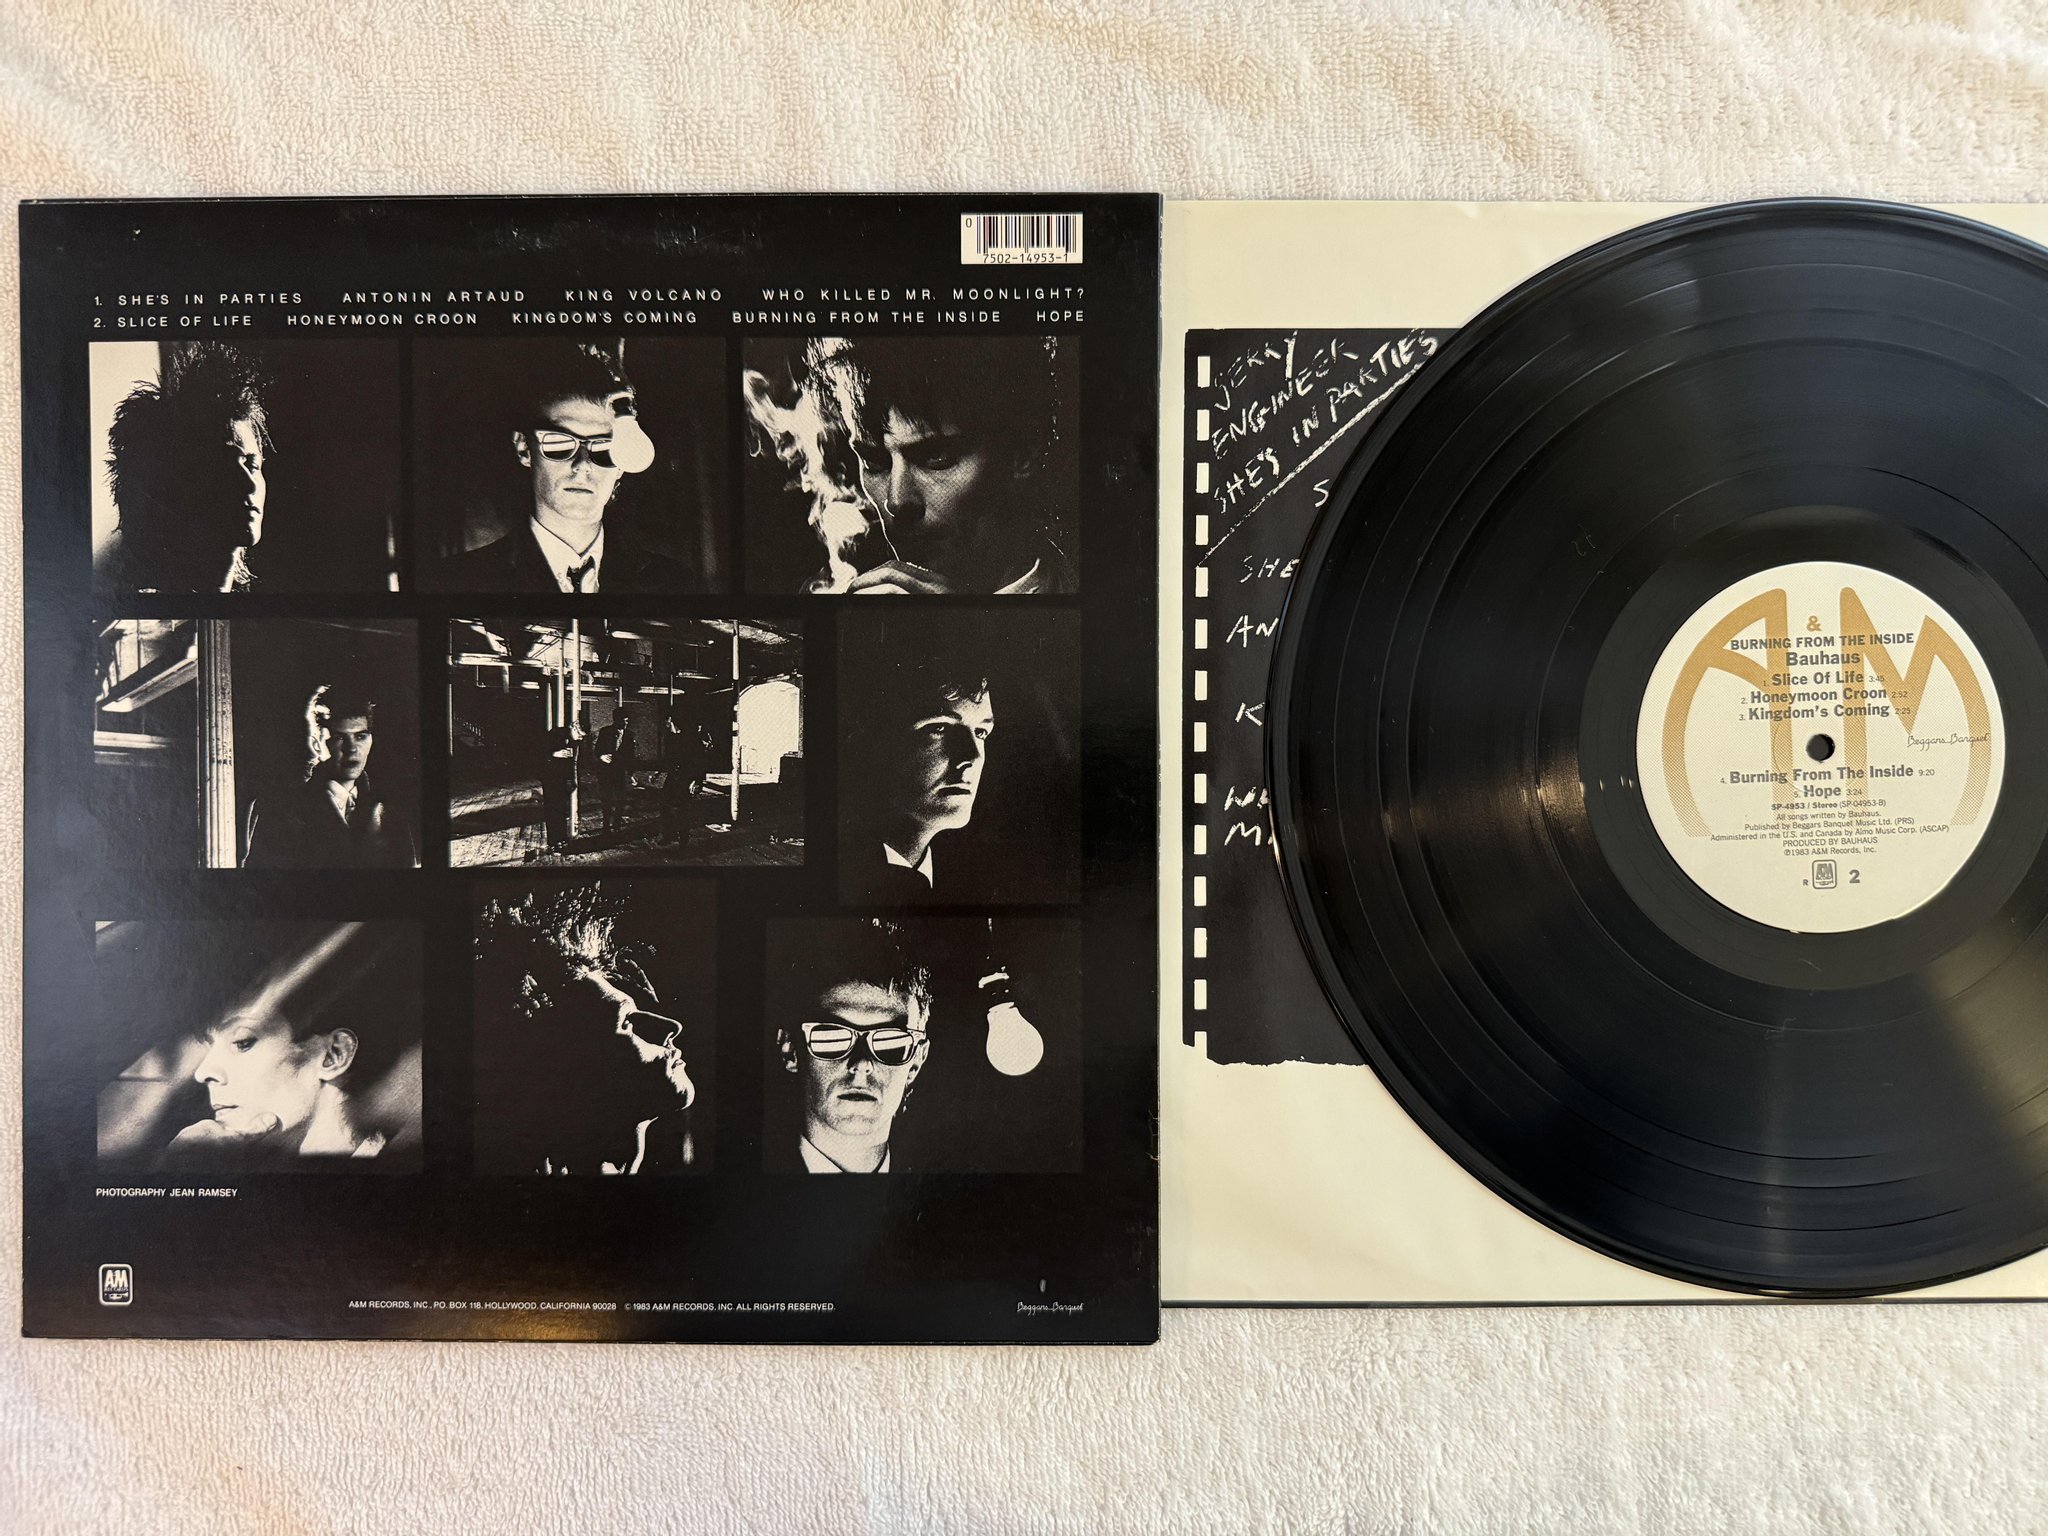 0
7502-14953-1
1. SHE'S IN PARTIES ANTONIN ARTAUD KING VOLCANO WHO KILLED MR. MOONLIGHT?
2. SLICE OF LIFE HONEYMOON CROON KINGDOM'S COMING BURNING FROM THE INSIDE HOPE
PHOTOGRAPHY JEAN RAMSEY
A&M
RECORDS
A&M RECORDS, INC., P.O. BOX 118, HOLLYWOOD, CALIFORNIA 90028 © 1983 A&M RECORDS, INC. ALL RIGHTS RESERVED.
Beggars Banquet
JERRY
ENGINEER
SHE'S IN PARTIES
S
SHE
AN
K
A&M
BURNING FROM THE INSIDE
Bauhaus
1. Slice Of Life 3:45
2. Honeymoon Croon 2:52
3. Kingdom's Coming 2:25
Beggars Banquet
4. Burning From The Inside 9:20
5. Hope 3:24
SP-4953 / Stereo (SP-04953-B)
All songs written by Bauhaus.
Published by Beggars Banquet Music Ltd. (PRS)
Administered in the U.S. and Canada by Almo Music Corp. (ASCAP)
PRODUCED BY BAUHAUS
℗1983 A&M Records, Inc.
R A&M 2